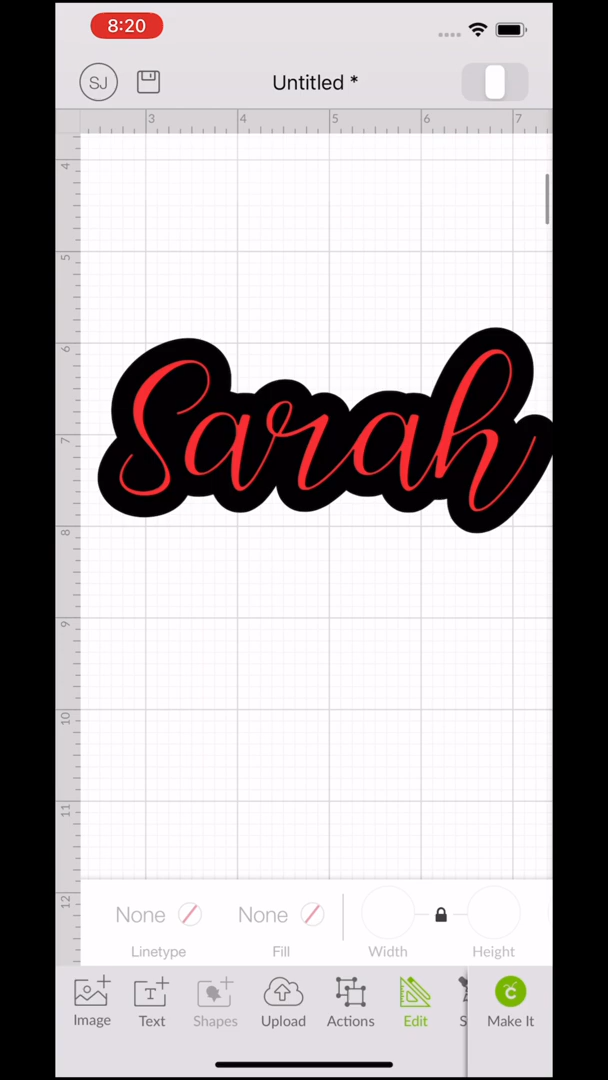 8:20
SJ
Untitled *
3 4 5 6 7
4
5
6
7
8
9
10
11
12
Sarah
None None
Linetype Fill Width Height
Image Text Shapes Upload Actions Edit S Make It